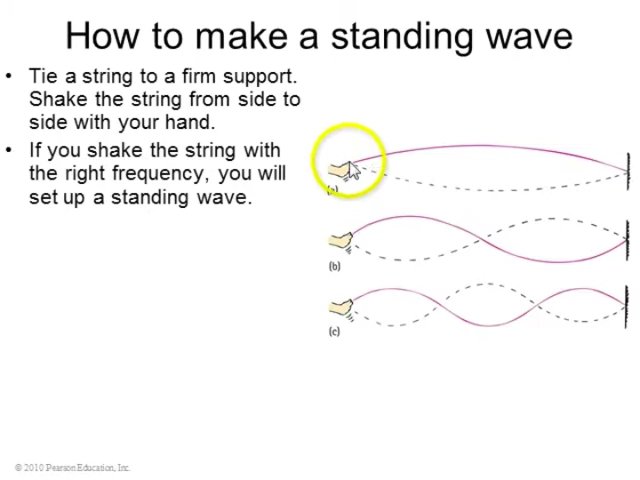 How to make a standing wave
• Tie a string to a firm support.
Shake the string from side to
side with your hand.
• If you shake the string with
the right frequency, you will
set up a standing wave.
(a)
(b)
(c)
© 2010 Pearson Education, Inc.